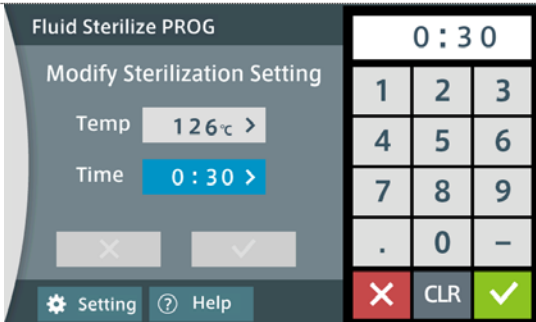 Fluid Sterilize PROG
Modify Sterilization Setting
Temp 126℃ >
Time 0:30 >
Setting ? Help
0:30
1 2 3
4 5 6
7 8 9
. 0 –
CLR